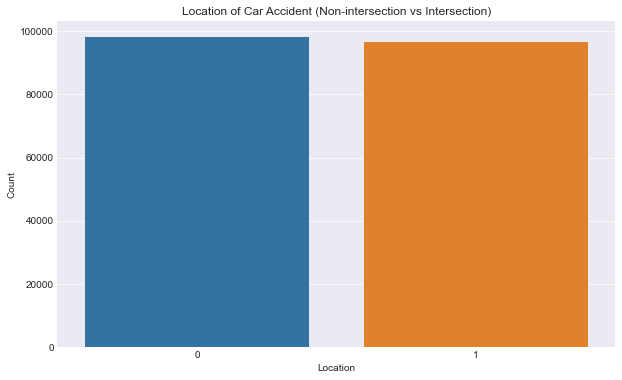 Location of Car Accident (Non-intersection vs Intersection)
100000
80000
60000
40000
20000
0
Count
0 1
Location